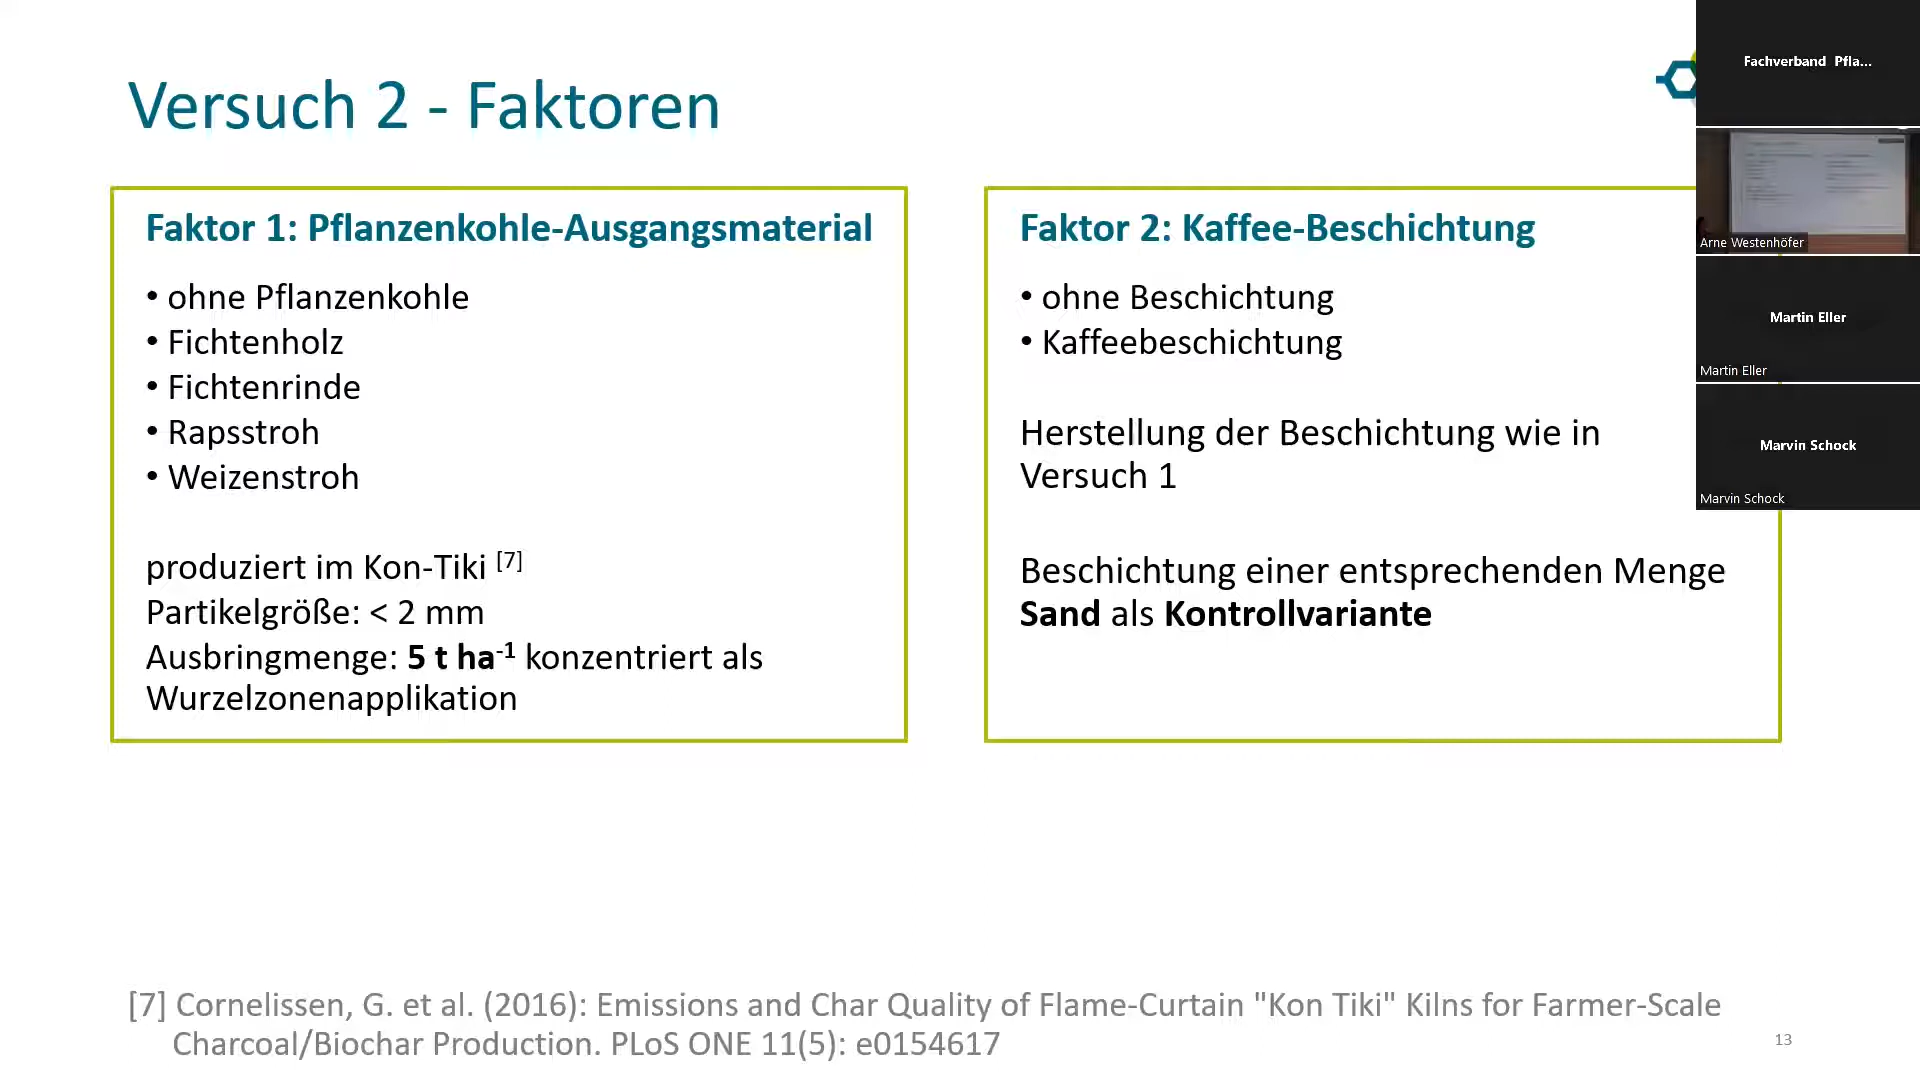 Versuch 2 - Faktoren
Faktor 1: Pflanzenkohle-Ausgangsmaterial
• ohne Pflanzenkohle
• Fichtenholz
• Fichtenrinde
• Rapsstroh
• Weizenstroh
produziert im Kon-Tiki [7]
Partikelgröße: < 2 mm
Ausbringmenge: 5 t ha-1 konzentriert als
Wurzelzonenapplikation
Faktor 2: Kaffee-Beschichtung
• ohne Beschichtung
• Kaffeebeschichtung
Herstellung der Beschichtung wie in
Versuch 1
Beschichtung einer entsprechenden Menge
Sand als Kontrollvariante
Fachverband Pfla...
Arne Westenhöfer
Martin Eller
Martin Eller
Marvin Schock
Marvin Schock
[7] Cornelissen, G. et al. (2016): Emissions and Char Quality of Flame-Curtain "Kon Tiki" Kilns for Farmer-Scale
Charcoal/Biochar Production. PLoS ONE 11(5): e0154617
13